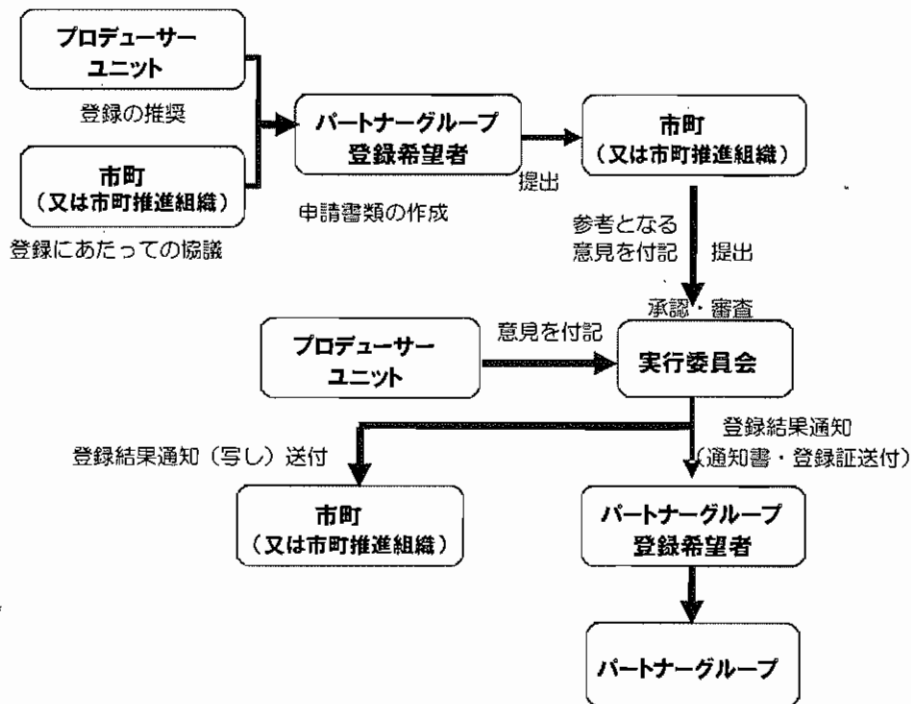 プロデューサー
ユニット
登録の推奨
市町
（又は市町推進組織）
登録にあたっての協議
パートナーグループ
登録希望者
申請書類の作成
提出
市町
（又は市町推進組織）
参考となる
意見を付記
提出
承認・審査
プロデューサー
ユニット
意見を付記
実行委員会
登録結果通知（写し）送付
登録結果通知
（通知書・登録証送付）
市町
（又は市町推進組織）
パートナーグループ
登録希望者
パートナーグループ